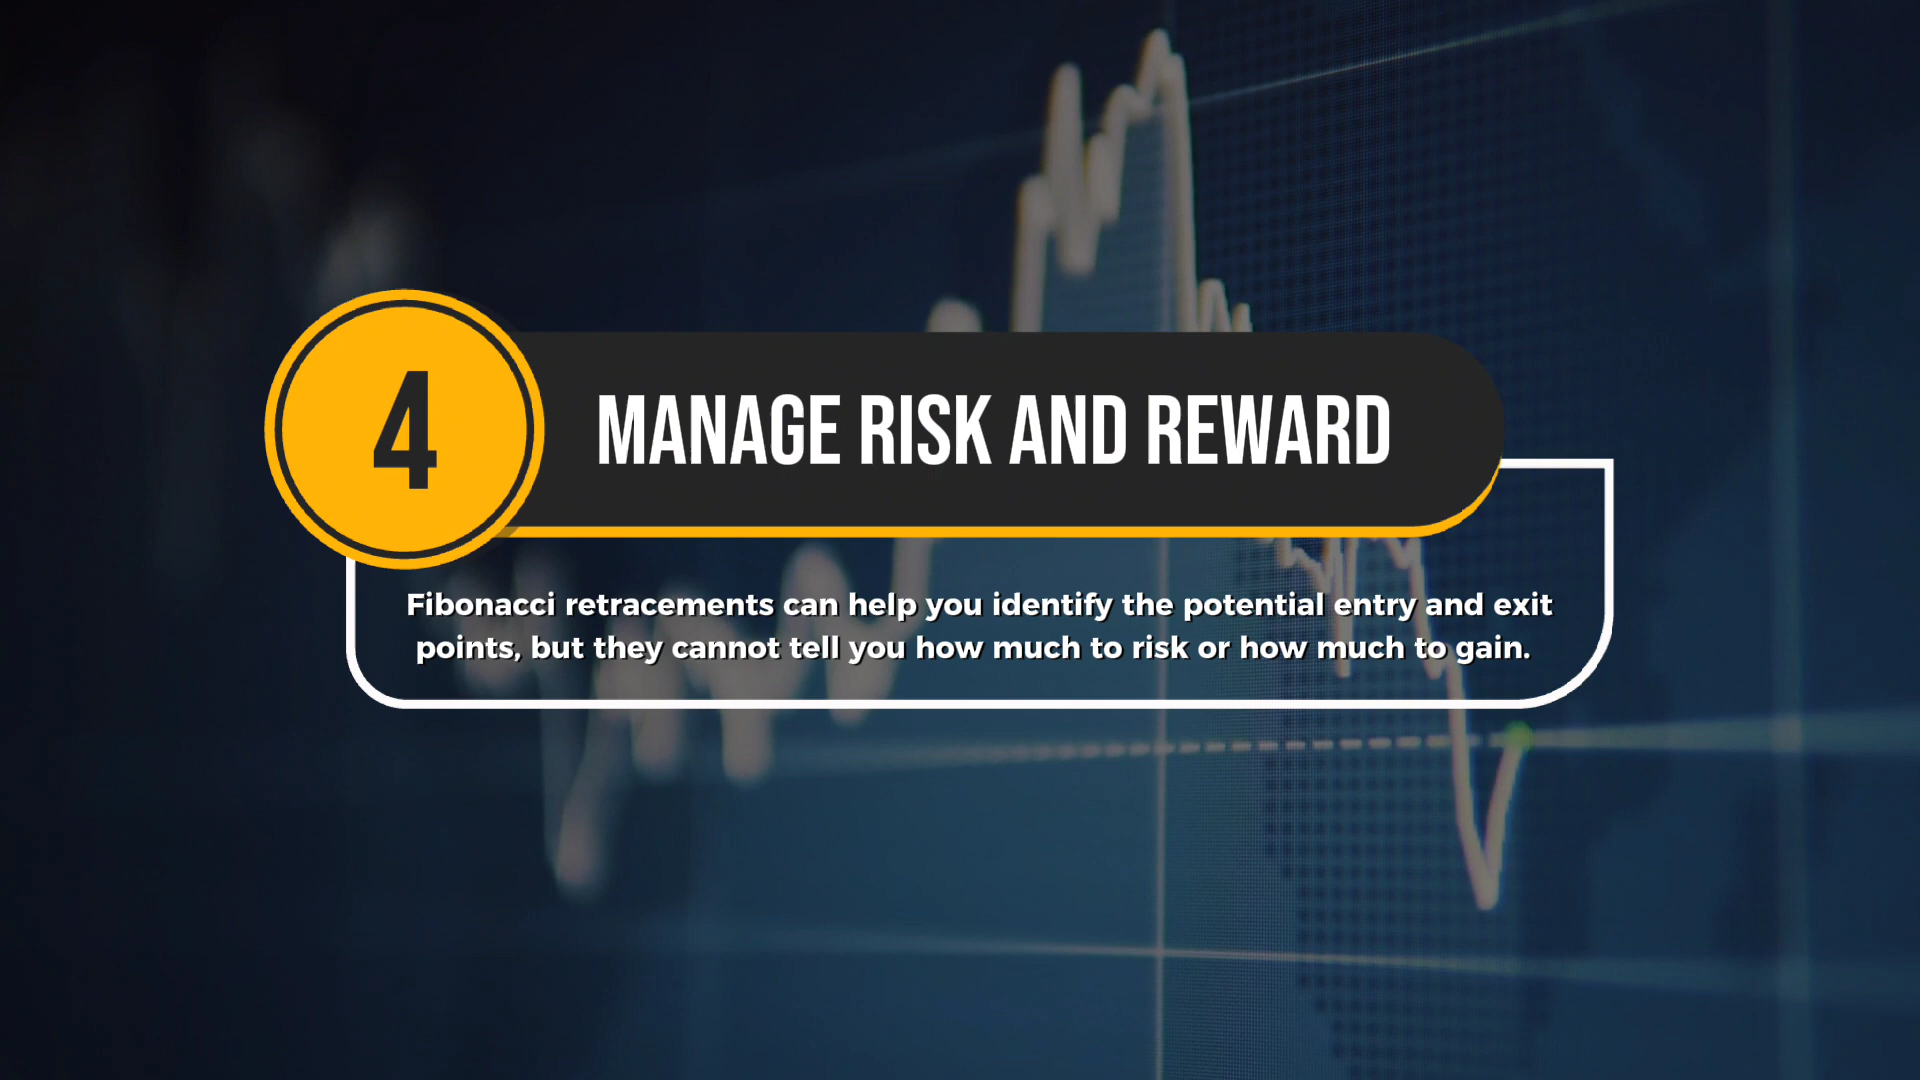 4
MANAGE RISK AND REWARD
Fibonacci retracements can help you identify the potential entry and exit
points, but they cannot tell you how much to risk or how much to gain.